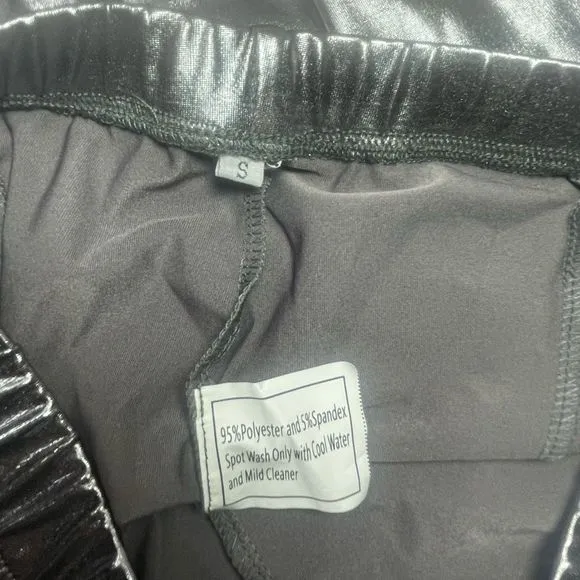 S
95%Polyester and 5%Spandex
Spot Wash Only with Cool Water
and Mild Cleaner